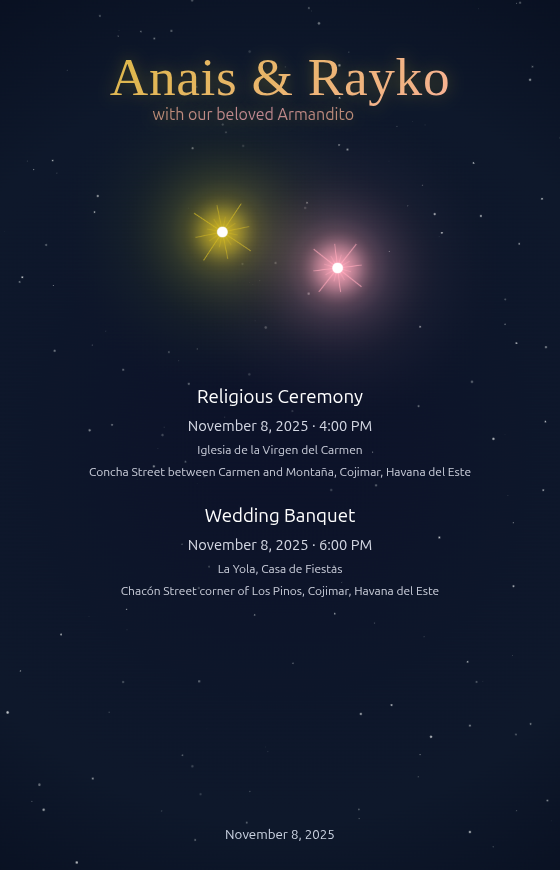 Anais & Rayko
with our beloved Armandito
Religious Ceremony
November 8, 2025 · 4:00 PM
Iglesia de la Virgen del Carmen
Concha Street between Carmen and Montaña, Cojimar, Havana del Este
Wedding Banquet
November 8, 2025 · 6:00 PM
La Yola, Casa de Fiestas
Chacón Street corner of Los Pinos, Cojimar, Havana del Este
November 8, 2025